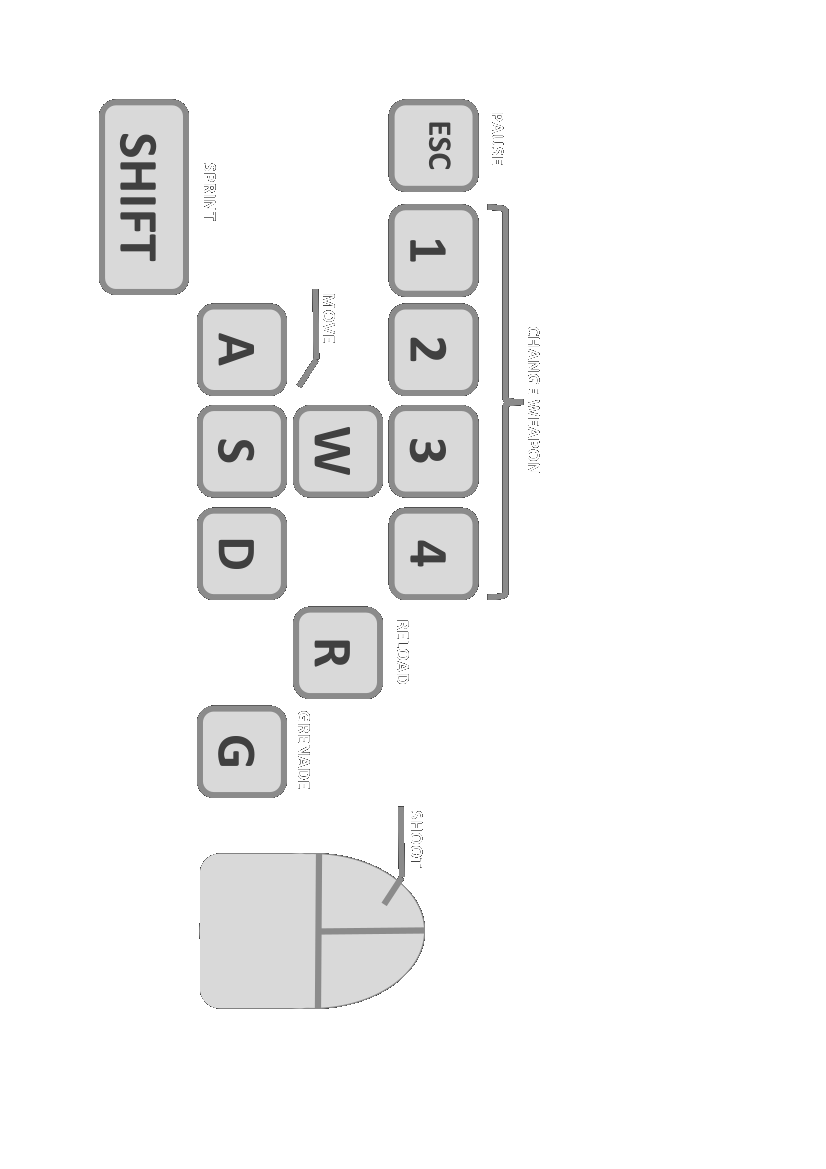 CHANGE WEAPON
PAUSE
ESC
1
2
3
4
MOVE
W
RELOAD
R
SHOOT
SPRINT
A
S
D
GRENADE
G
SHIFT